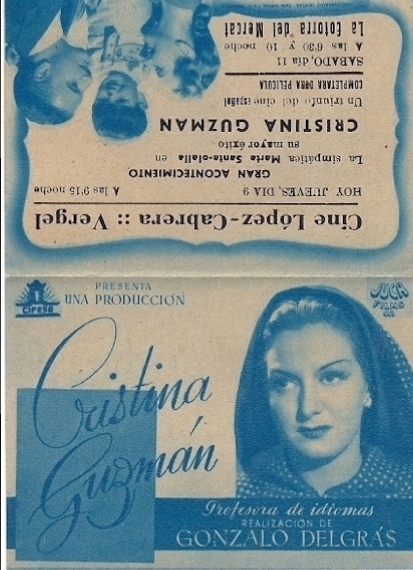 Cine López-Cabrera :: Vergel
HOY JUEVES, DIA 9
A las 9'15 noche
GRAN ACONTECIMIENTO
La simpática Marta Santa-olalla en
su mayor éxito
CRISTINA GUZMAN
Un triunfo del cine español
COMPLETARA OBRA PELICULA
SABADO, día 11
A las 6'30 y 10 noche
La Cotorra del Mercat
CIFESA
PRESENTA
UNA PRODUCCIÓN
JUCA
FILMS
Cristina
Guzmán
Profesora de idiomas
REALIZACIÓN DE
GONZALO DELGRÁS